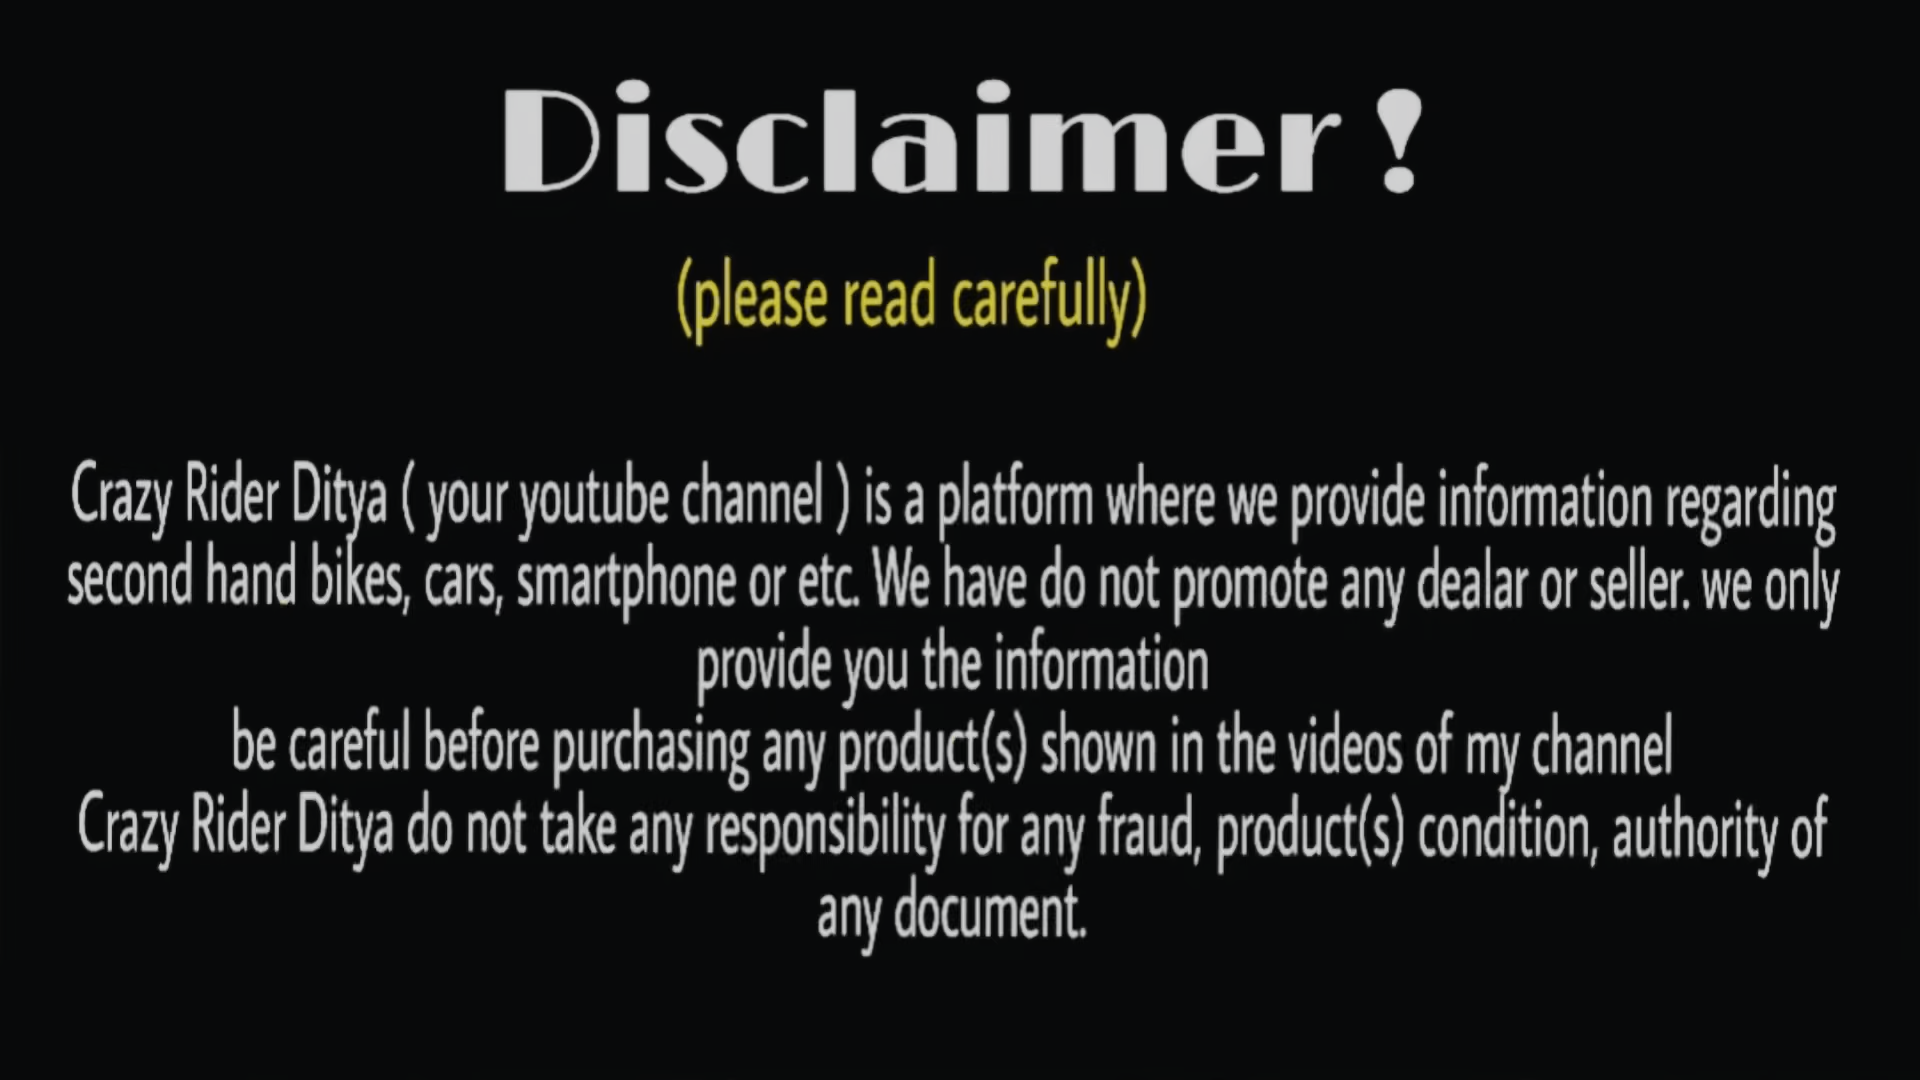 Disclaimer !
(please read carefully)
Crazy Rider Ditya ( your youtube channel ) is a platform where we provide information regarding
second hand bikes, cars, smartphone or etc. We have do not promote any dealar or seller. we only
provide you the information
be careful before purchasing any product(s) shown in the videos of my channel
Crazy Rider Ditya do not take any responsibility for any fraud, product(s) condition, authority of
any document.